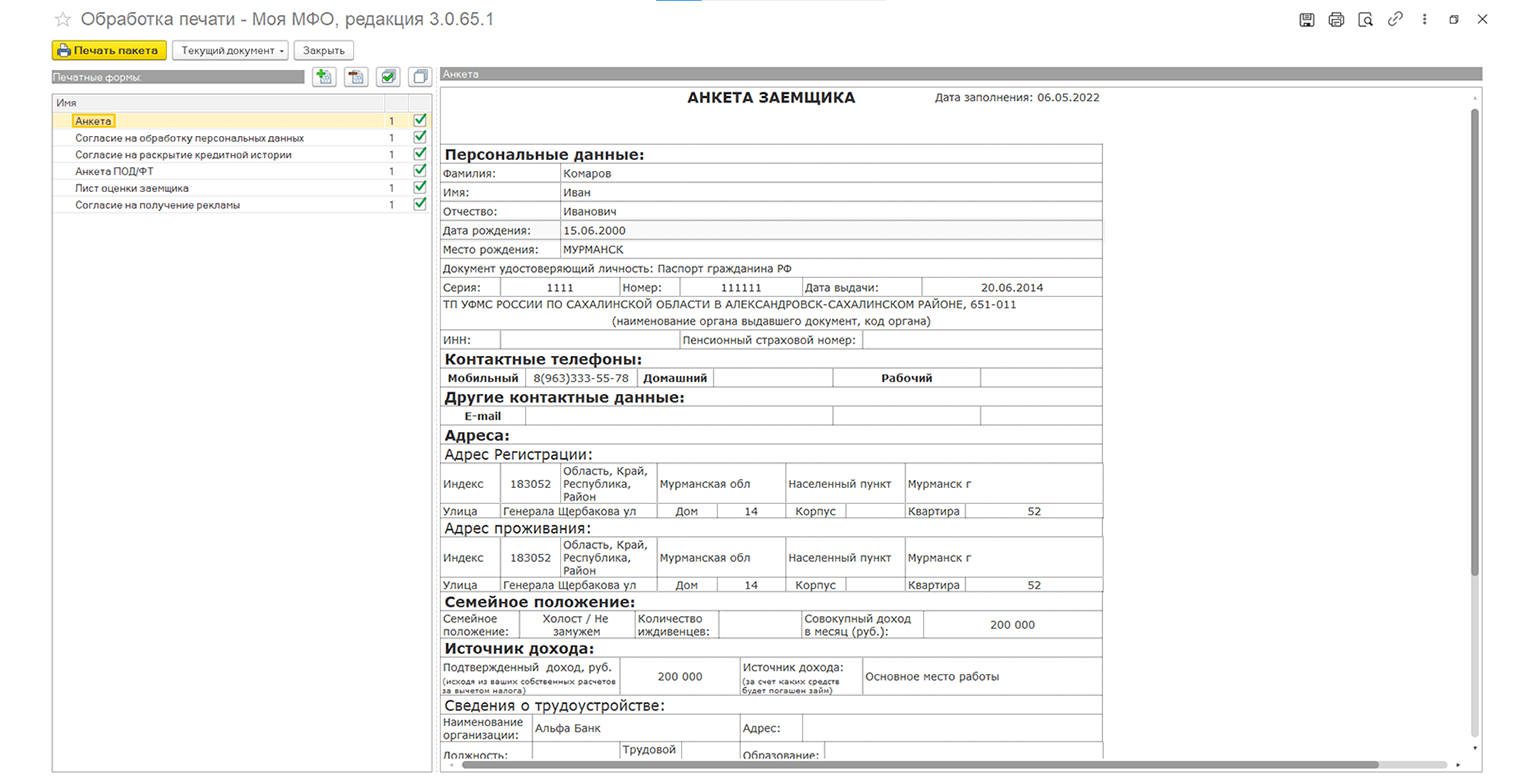 Обработка печати - Моя МФО, редакция 3.0.65.1
Печать пакета
Текущий документ
Закрыть
Печатные формы:
Имя
Анкета 1
Согласие на обработку персональных данных 1
Согласие на раскрытие кредитной истории 1
Анкета ПОД/ФТ 1
Пист оценки заемщика 1
Согласие на получение рекламы 1
Анкета
АНКЕТА ЗАЕМЩИКА Дата заполнения: 06.05.2022
Персональные данные:
Фамилия: Комаров
Имя: Иван
Отчество: Иванович
Дата рождения: 15.06.2000
Место рождения: МУРМАНСК
Документ удостоверяющий личность: Паспорт гражданина РФ
Серия: 1111 Номер: 111111 Дата выдачи: 20.06.2014
ТП УФМС РОССИИ ПО САХАЛИНСКОЙ ОБЛАСТИ В АЛЕКСАНДРОВСК-САХАЛИНСКОМ РАЙОНЕ, 651-011
(наименование органа выдавшего документ, код органа)
ИНН: Пенсионный страховой номер:
Контактные телефоны:
Мобильный 8(963)333-55-78 Домашний Рабочий
Другие контактные данные:
E-mail
Адреса:
Адрес Регистрации:
Индекс 183052 Область, Край, Республика, Район Мурманская обл Населенный пункт Мурманск г
Улица Генерала Щербакова ул Дом 14 Корпус Квартира 52
Адрес проживания:
Индекс 183052 Область, Край, Республика, Район Мурманская обл Населенный пункт Мурманск г
Улица Генерала Щербакова ул Дом 14 Корпус Квартира 52
Семейное положение:
Семейное положение: Холост / Не замужем Количество иждивенцев: Совокупный доход в месяц (руб.): 200 000
Источник дохода:
Подтвержденный доход, руб. (исходя из ваших собственных расчетов за вычетом налога) 200 000 Источник дохода: (за счет каких средств будет погашен займ) Основное место работы
Сведения о трудоустройстве:
Наименование организации: Альфа Банк Адрес:
Должность: Трудовой Образование: